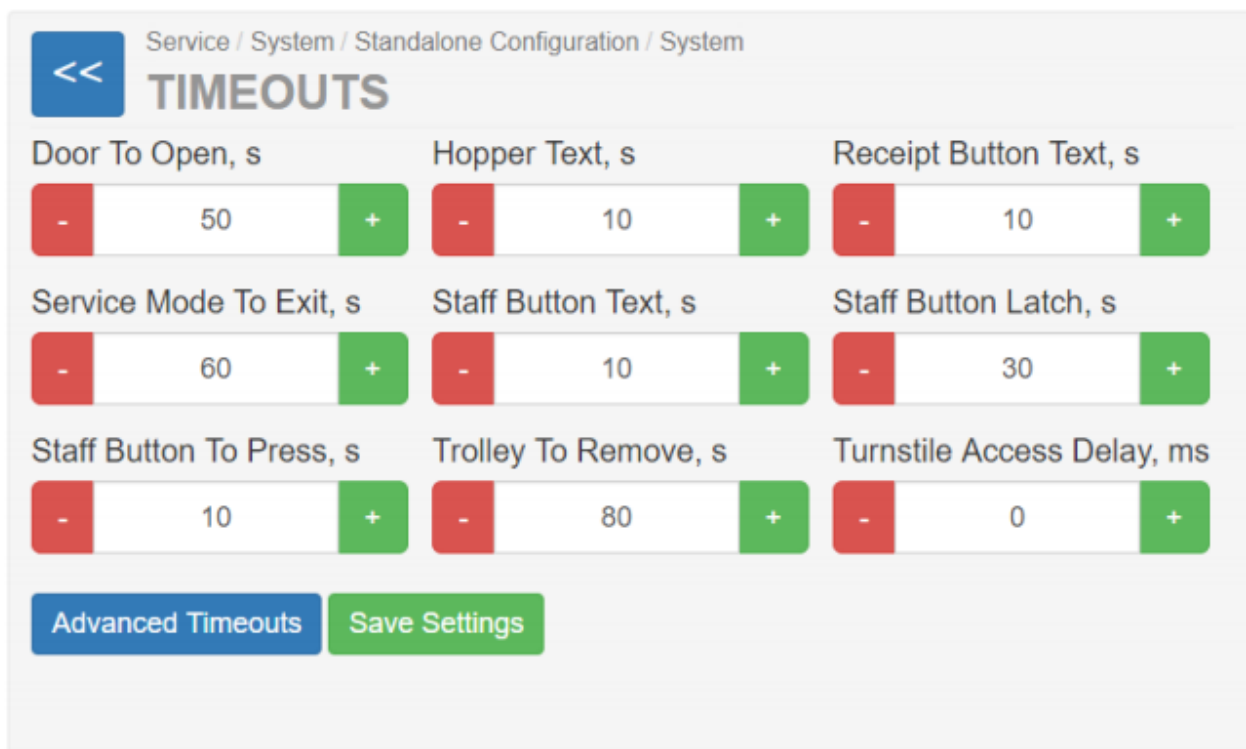 <<
Service / System / Standalone Configuration / System
TIMEOUTS
Door To Open, s
Hopper Text, s
Receipt Button Text, s
- 50 +
- 10 +
- 10 +
Service Mode To Exit, s
Staff Button Text, s
Staff Button Latch, s
- 60 +
- 10 +
- 30 +
Staff Button To Press, s
Trolley To Remove, s
Turnstile Access Delay, ms
- 10 +
- 80 +
- 0 +
Advanced Timeouts
Save Settings